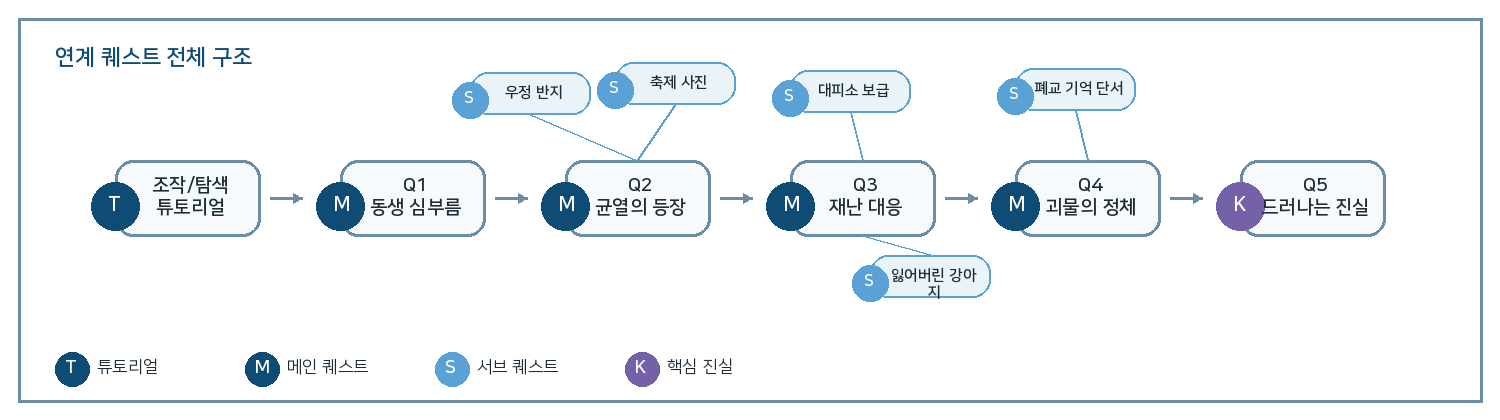 연계 퀘스트 전체 구조
S
우정 반지
S
축제 사진
S
대피소 보급
S
폐교 기억 단서
T
조작/탐색
튜토리얼
M
Q1
동생 심부름
M
Q2
균열의 등장
M
Q3
재난 대응
M
Q4
괴물의 정체
K
Q5
드러나는 진실
S
잃어버린 강아
지
T 튜토리얼
M 메인 퀘스트
S 서브 퀘스트
K 핵심 진실